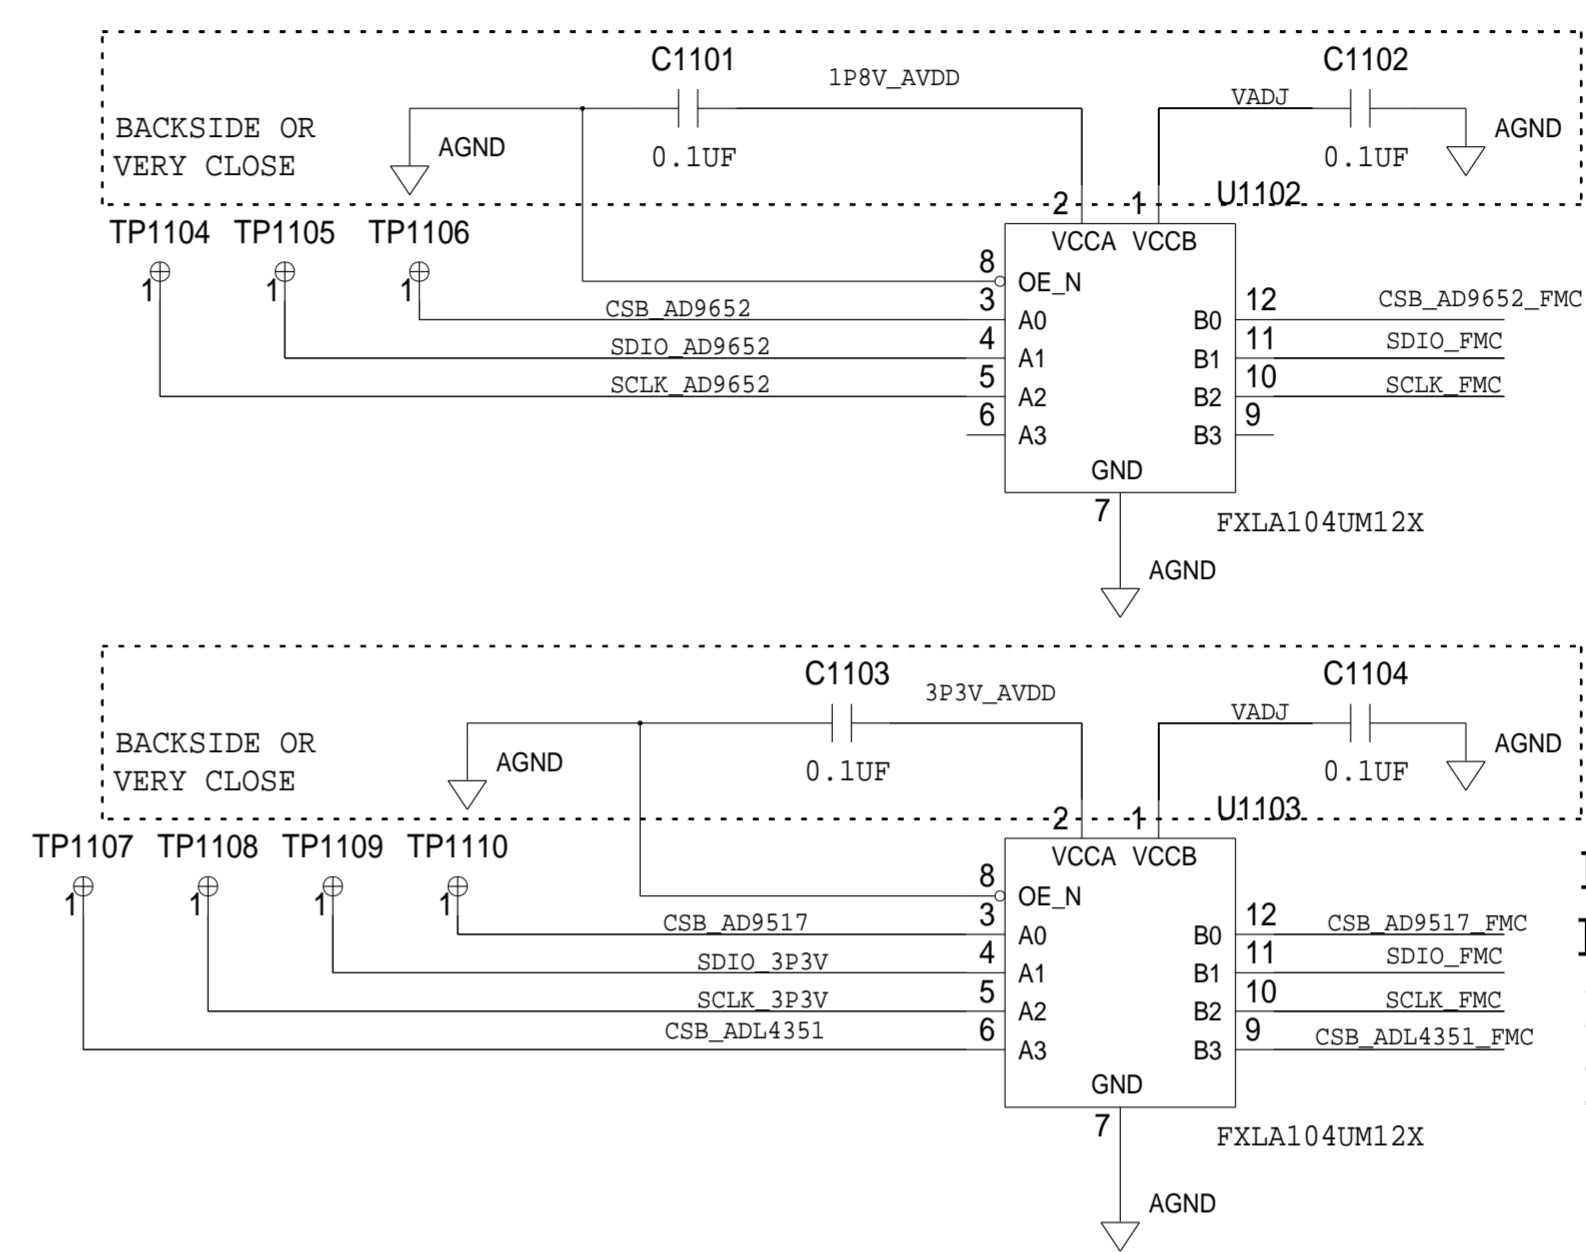 C1101
1P8V_AVDD
C1102
VADJ
BACKSIDE OR
VERY CLOSE
AGND
0.1UF
0.1UF
AGND
TP1104 TP1105 TP1106
2 1 U1102
VCCA VCCB
1 1 1
8 OE_N
CSB_AD9652 3 A0 B0 12 CSB_AD9652_FMC
SDIO_AD9652 4 A1 B1 11 SDIO_FMC
SCLK_AD9652 5 A2 B2 10 SCLK_FMC
6 A3 B3 9
GND
7
FXLA104UM12X
AGND
C1103
3P3V_AVDD
C1104
VADJ
BACKSIDE OR
VERY CLOSE
AGND
0.1UF
0.1UF
AGND
TP1107 TP1108 TP1109 TP1110
2 1 U1103
VCCA VCCB
1 1 1 1
8 OE_N
CSB_AD9517 3 A0 B0 12 CSB_AD9517_FMC
SDIO_3P3V 4 A1 B1 11 SDIO_FMC
SCLK_3P3V 5 A2 B2 10 SCLK_FMC
CSB_ADL4351 6 A3 B3 9 CSB_ADL4351_FMC
GND
7
FXLA104UM12X
AGND